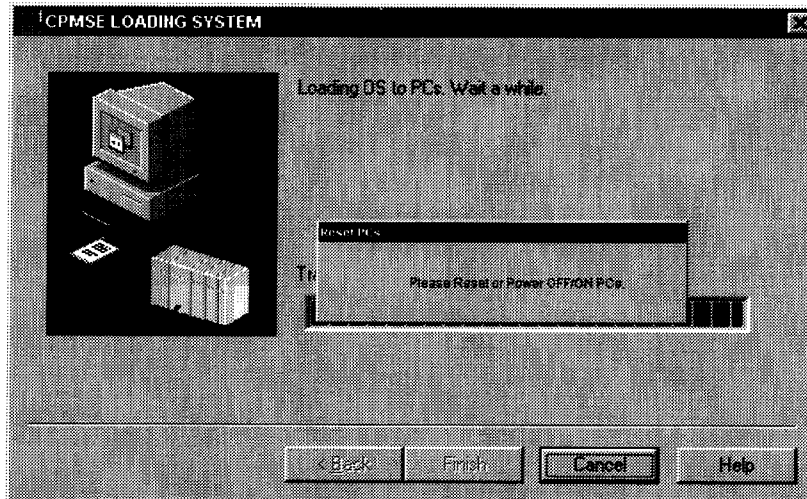 CPMSE LOADING SYSTEM
Loading OS to PCs. Wait a while.
Reset PCs
Please Reset or Power OFF/ON PCs.
< Back
Finish
Cancel
Help